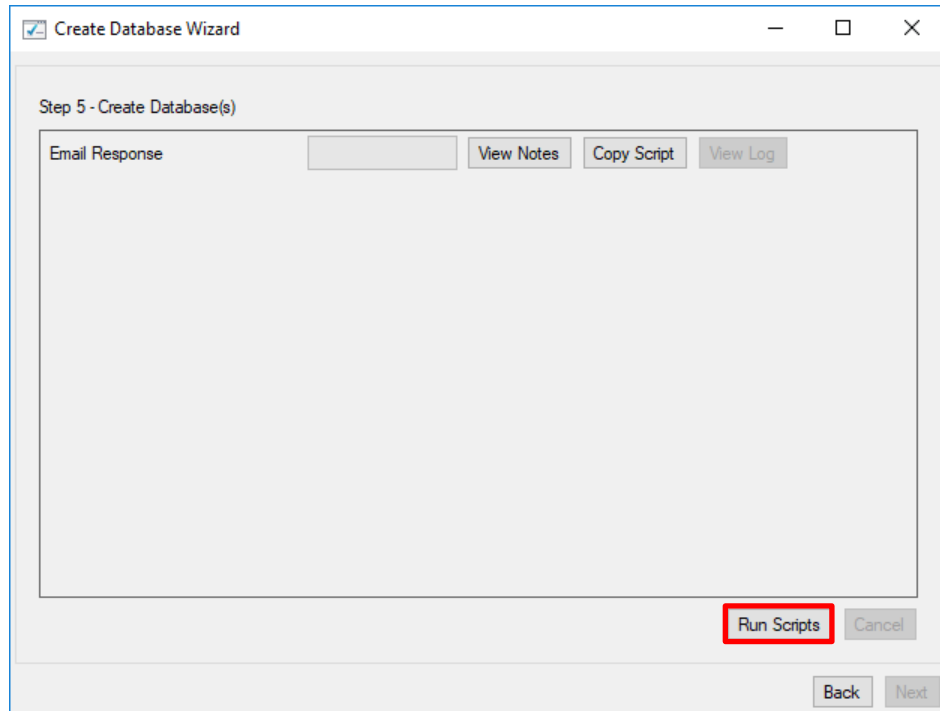 Create Database Wizard
Step 5 - Create Database(s)
Email Response View Notes Copy Script View Log
Run Scripts Cancel
Back Next